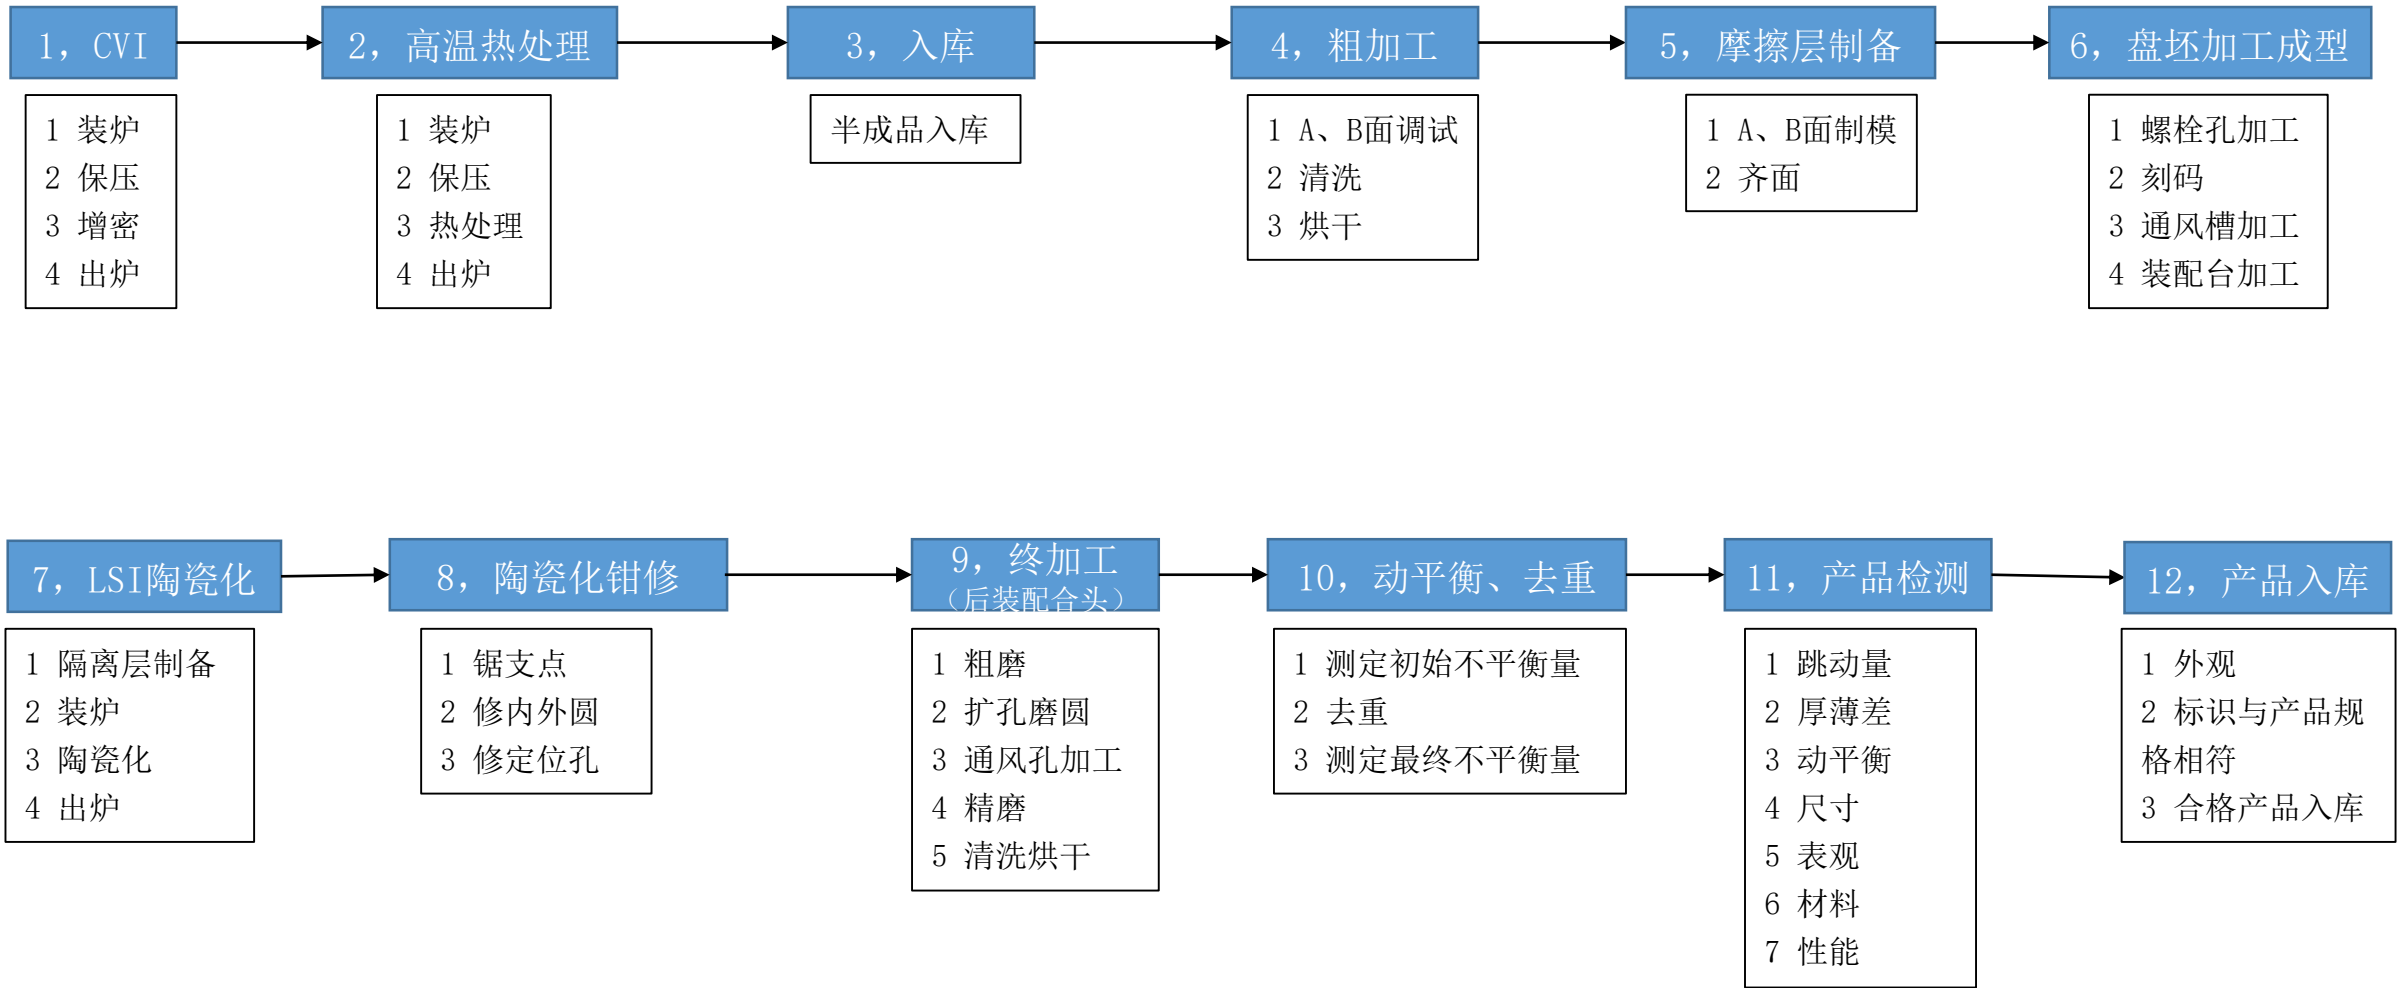 1，CVI
2，高温热处理
3，入库
4，粗加工
5，摩擦层制备
6，盘坯加工成型
1 装炉
2 保压
3 增密
4 出炉
1 装炉
2 保压
3 热处理
4 出炉
半成品入库
1 A、B面调试
2 清洗
3 烘干
1 A、B面制模
2 齐面
1 螺栓孔加工
2 刻码
3 通风槽加工
4 装配台加工
7，LSI陶瓷化
8，陶瓷化钳修
9，终加工
（后装配合头）
10，动平衡、去重
11，产品检测
12，产品入库
1 隔离层制备
2 装炉
3 陶瓷化
4 出炉
1 锯支点
2 修内外圆
3 修定位孔
1 粗磨
2 扩孔磨圆
3 通风孔加工
4 精磨
5 清洗烘干
1 测定初始不平衡量
2 去重
3 测定最终不平衡量
1 跳动量
2 厚薄差
3 动平衡
4 尺寸
5 表观
6 材料
7 性能
1 外观
2 标识与产品规
格相符
3 合格产品入库